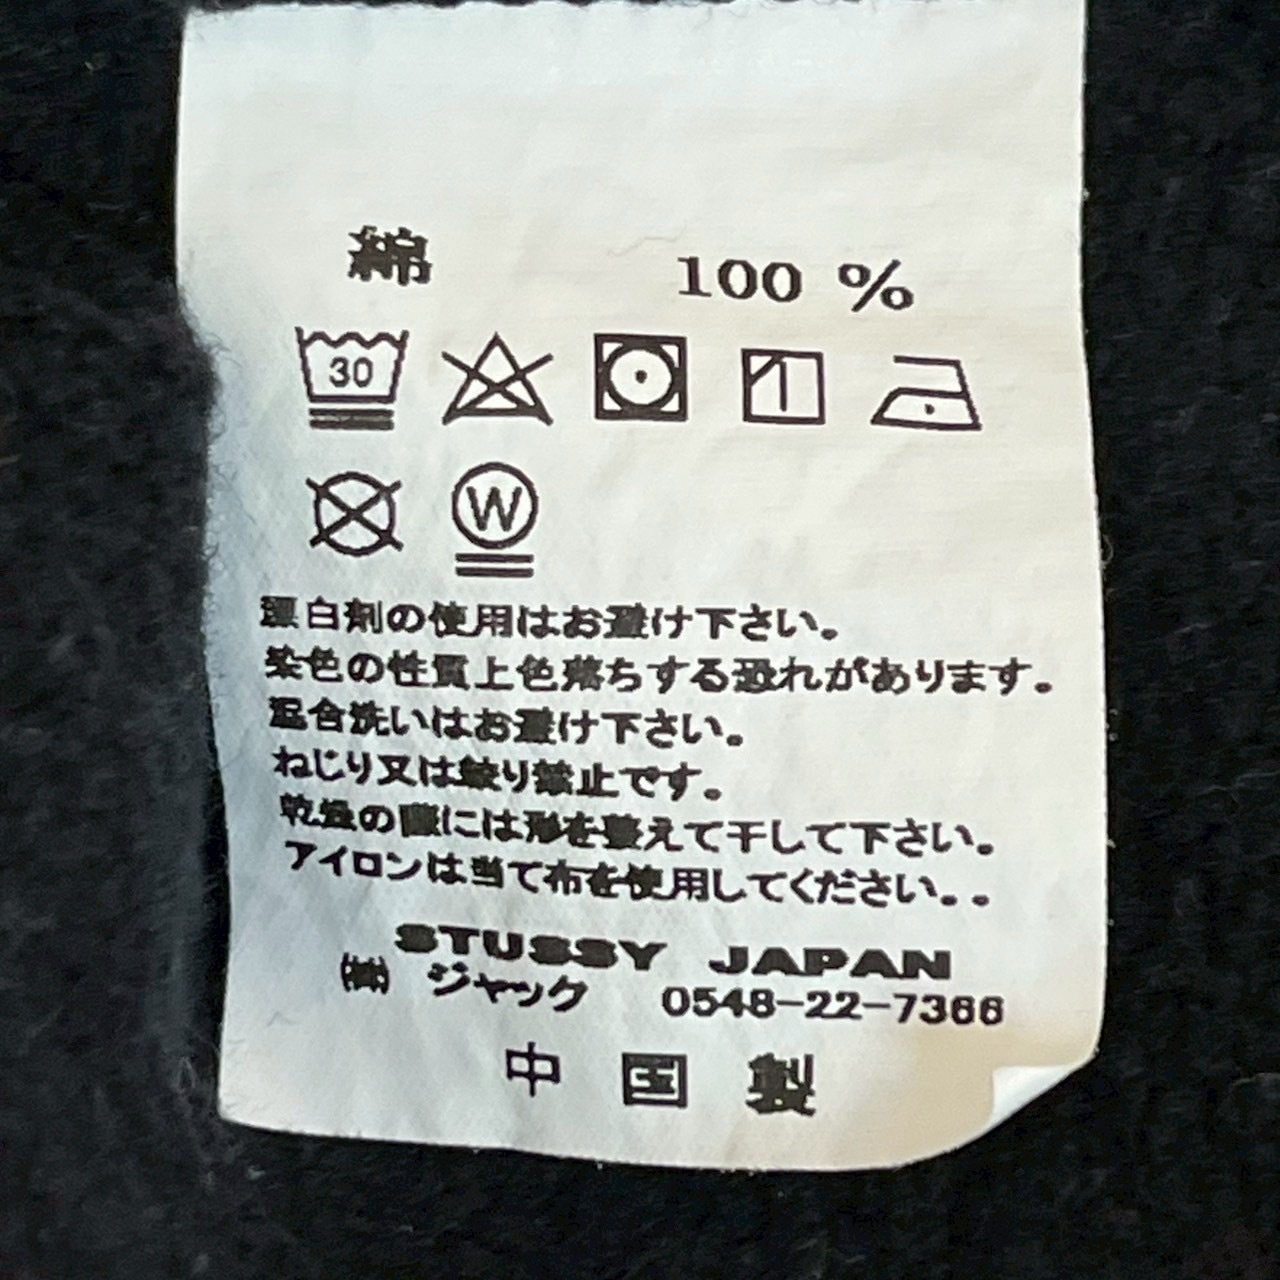 綿 100 %
30
W
漂白剤の使用はお避け下さい。
染色の性質上色落ちする恐れがあります。
混合洗いはお避け下さい。
ねじり又は絞り禁止です。
乾燥の際には形を整えて干して下さい。
アイロンは当て布を使用してください。。
STUSSY JAPAN
㈱ ジャック 0548-22-7366
中国製